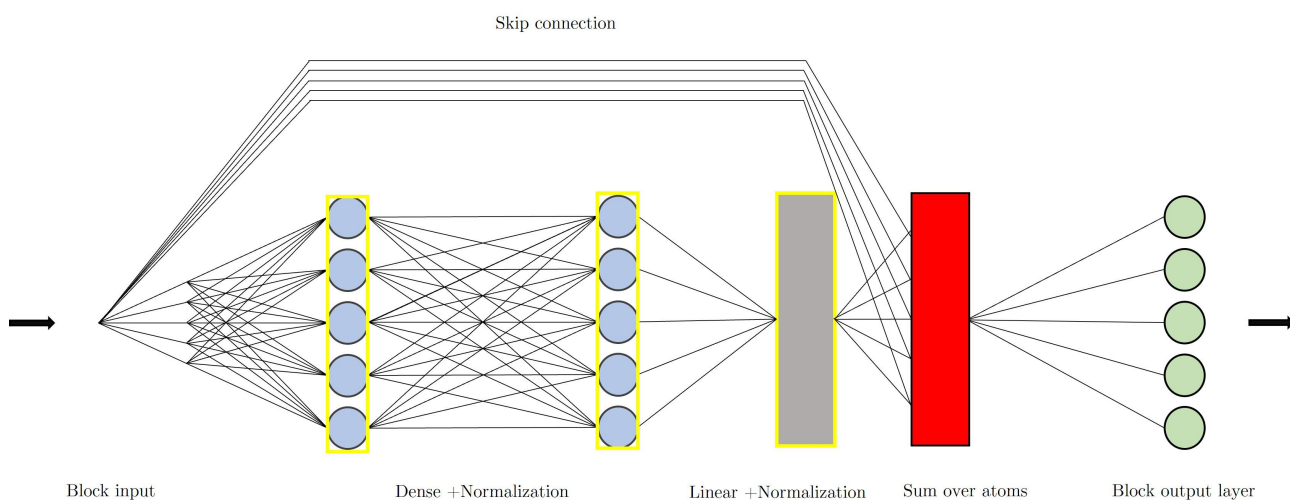 Skip connection
Block input
Dense +Normalization
Linear +Normalization
Sum over atoms
Block output layer